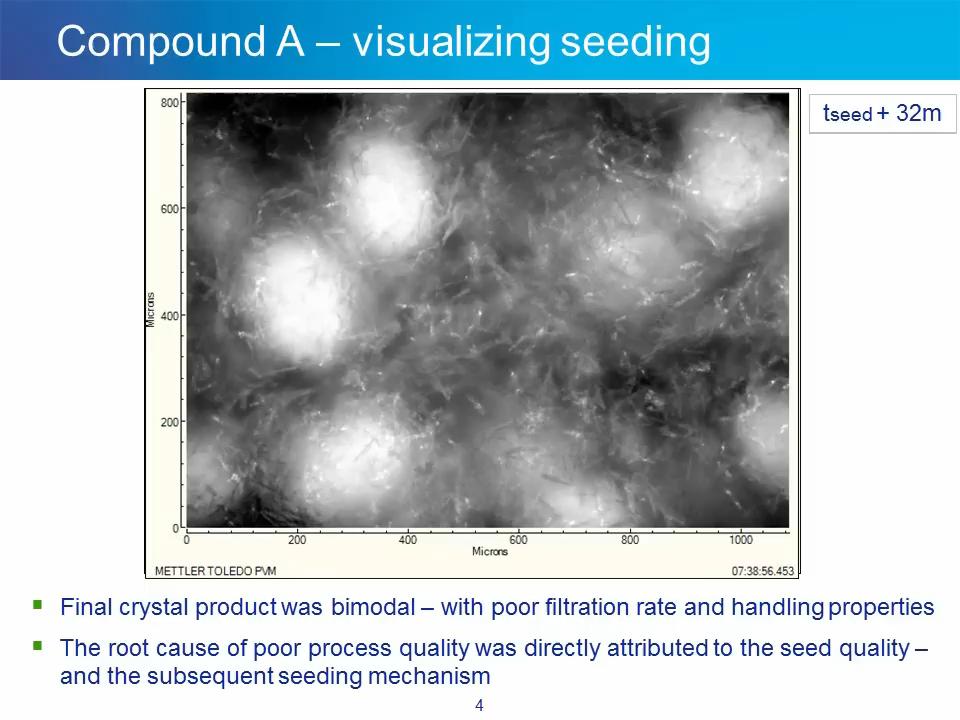 Compound A – visualizing seeding
tseed + 32m
800
600
400
200
0
Microns
0 200 400 600 800 1000
Microns
METTLER TOLEDO PVM 07:38:56.453
Final crystal product was bimodal – with poor filtration rate and handling properties
The root cause of poor process quality was directly attributed to the seed quality –
and the subsequent seeding mechanism
4